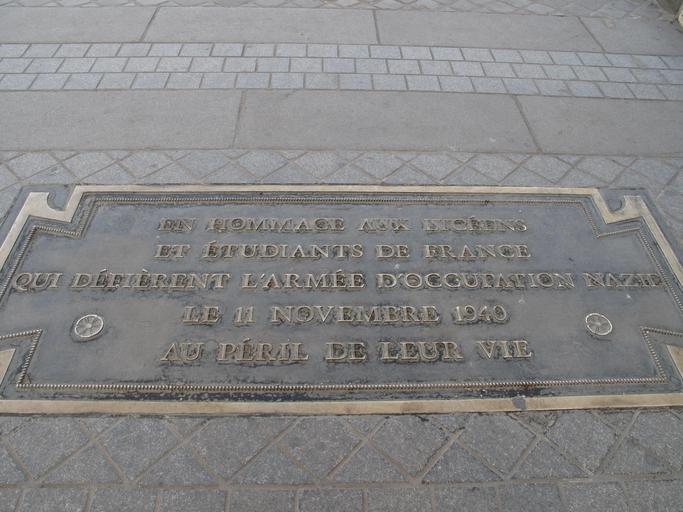 EN HOMMAGE AUX LYCÉENS
ET ÉTUDIANTS DE FRANCE
QUI DÉFIÈRENT L'ARMÉE D'OCCUPATION NAZIE
LE 11 NOVEMBRE 1940
AU PÉRIL DE LEUR VIE